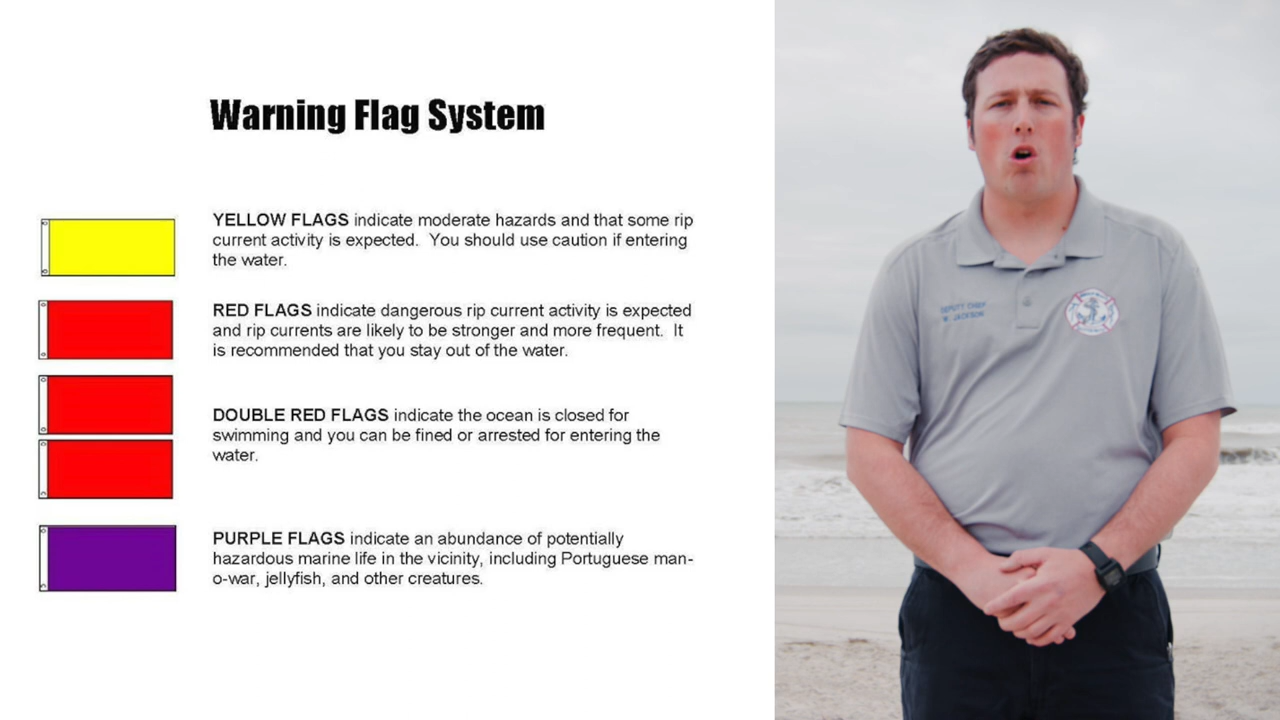 Warning Flag System
YELLOW FLAGS indicate moderate hazards and that some rip
current activity is expected.  You should use caution if entering
the water.
RED FLAGS indicate dangerous rip current activity is expected
and rip currents are likely to be stronger and more frequent.  It
is recommended that you stay out of the water.
DOUBLE RED FLAGS indicate the ocean is closed for
swimming and you can be fined or arrested for entering the
water.
PURPLE FLAGS indicate an abundance of potentially
hazardous marine life in the vicinity, including Portuguese man-
o-war, jellyfish, and other creatures.
DEPUTY CHIEF
W. JACKSON